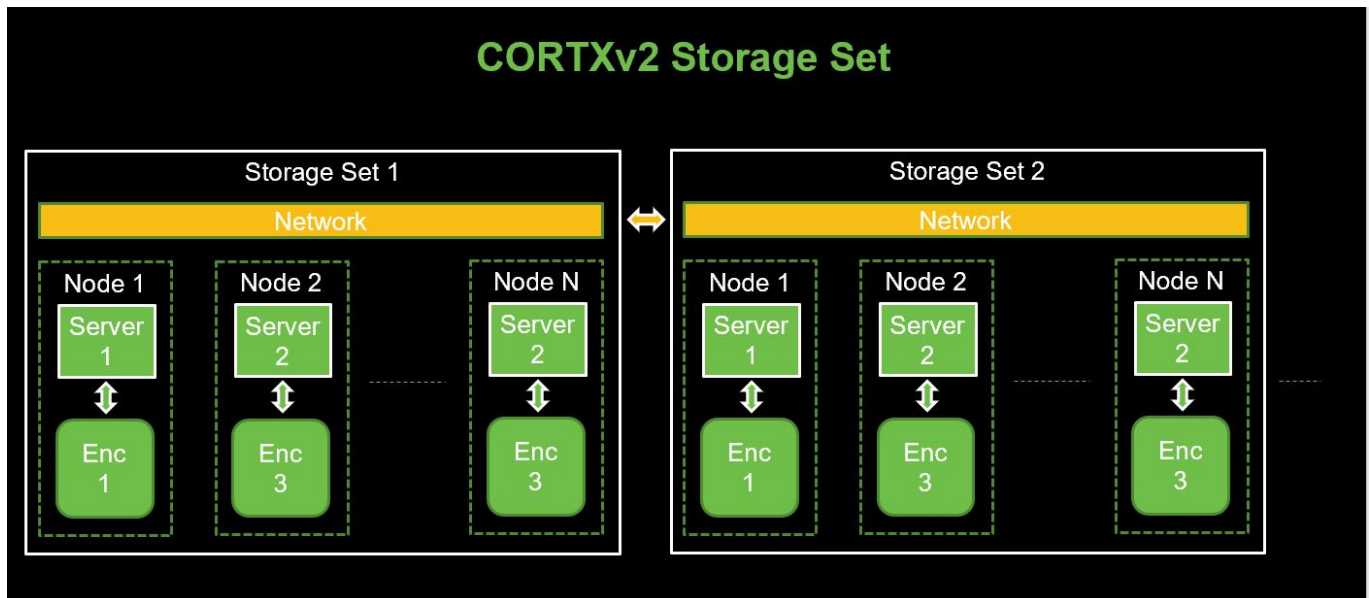 CORTXv2 Storage Set
Storage Set 1
Network
Node 1
Server
1
Enc
1
Node 2
Server
2
Enc
3
Node N
Server
2
Enc
3
Storage Set 2
Network
Node 1
Server
1
Enc
1
Node 2
Server
2
Enc
3
Node N
Server
2
Enc
3